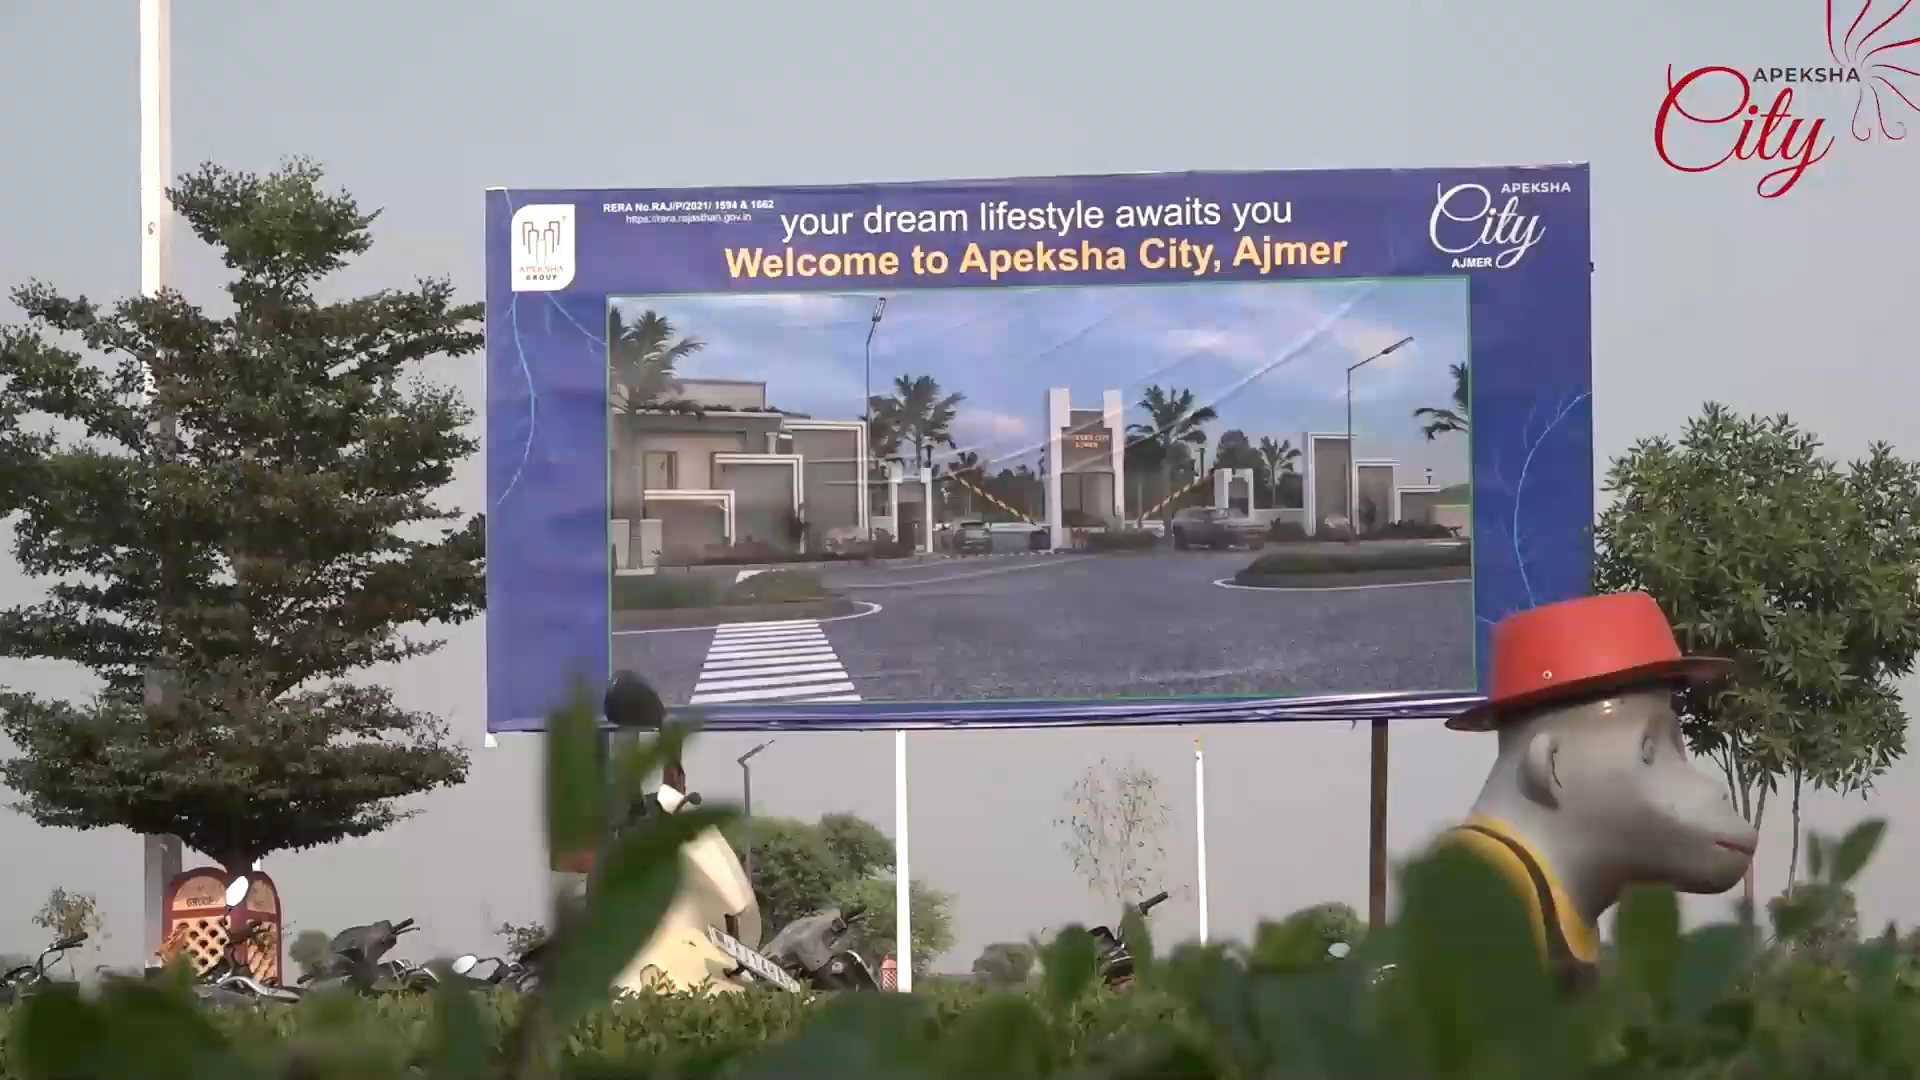 APEKSHA
City
RERA No.RAJ/P/2021/ 1594 & 1662
https://rera.rajasthan.gov.in
your dream lifestyle awaits you
Welcome to Apeksha City, Ajmer
APEKSHA
GROUP
APEKSHA
City
AJMER